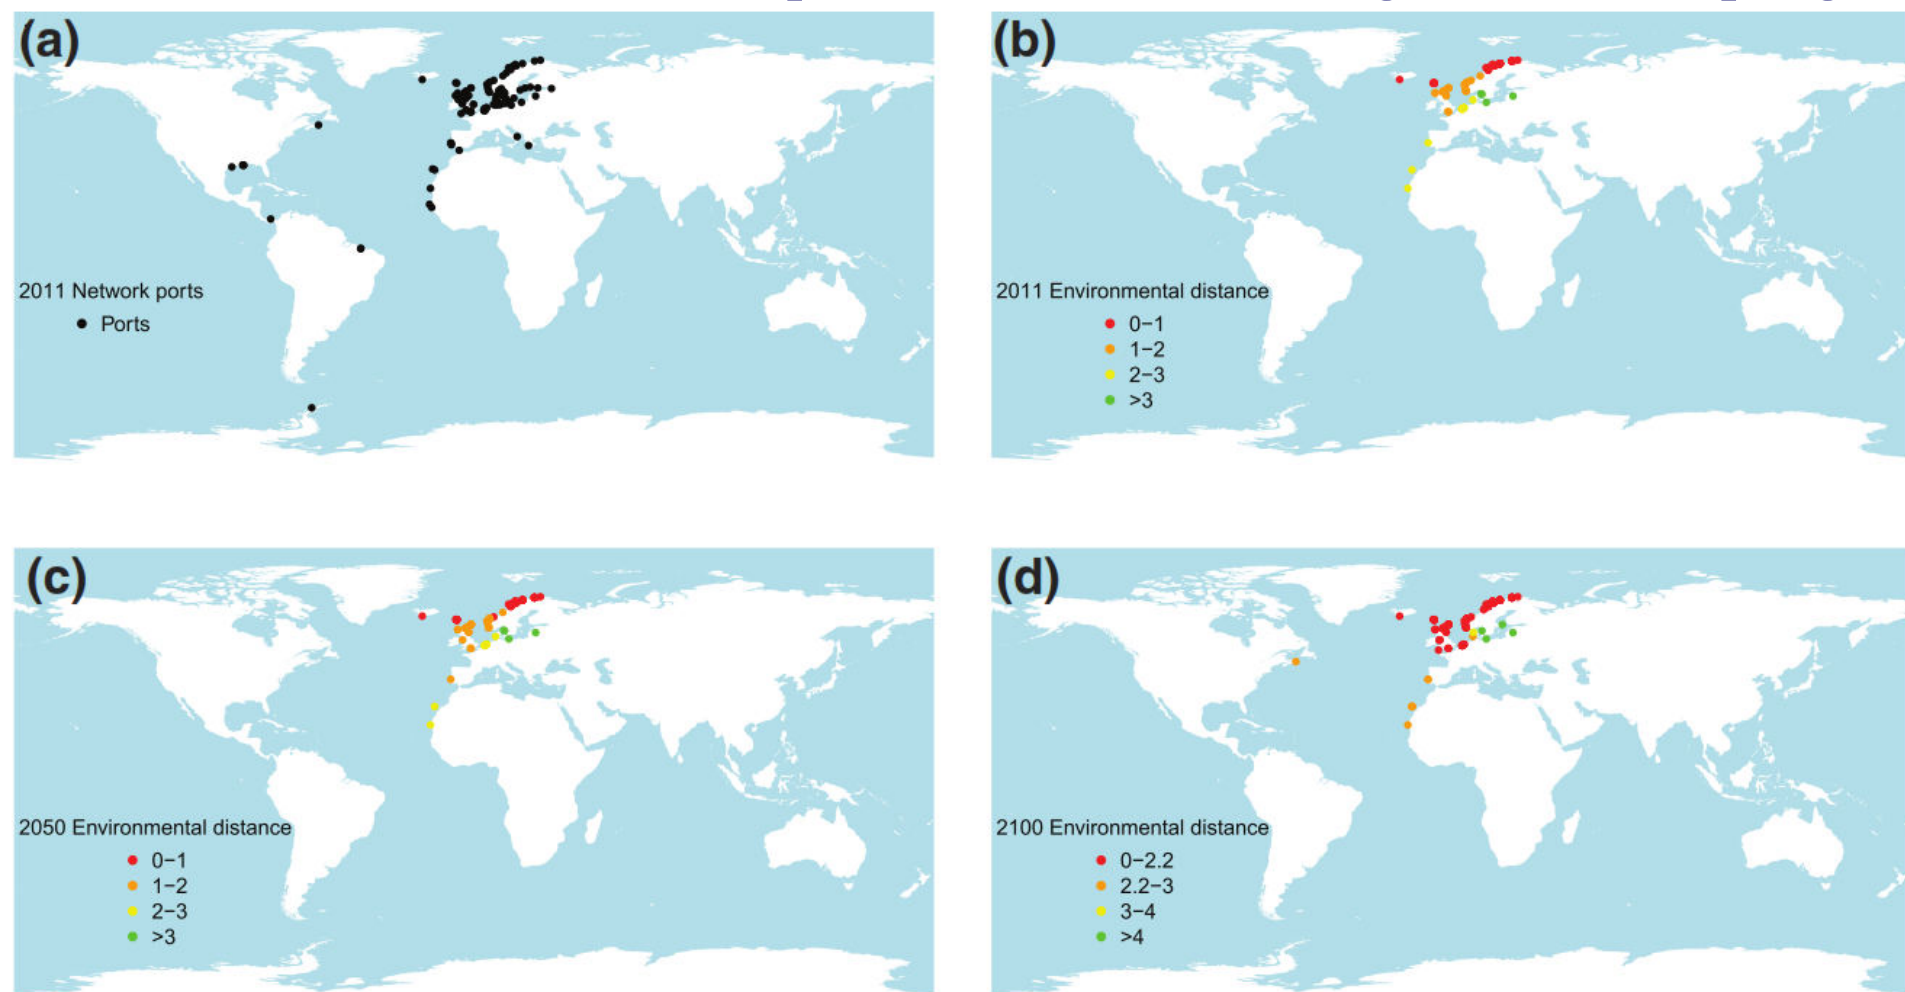 (a)
2011 Network ports
Ports
(b)
2011 Environmental distance
0−1
1−2
2−3
>3
(c)
2050 Environmental distance
0−1
1−2
2−3
>3
(d)
2100 Environmental distance
0−2.2
2.2−3
3−4
>4